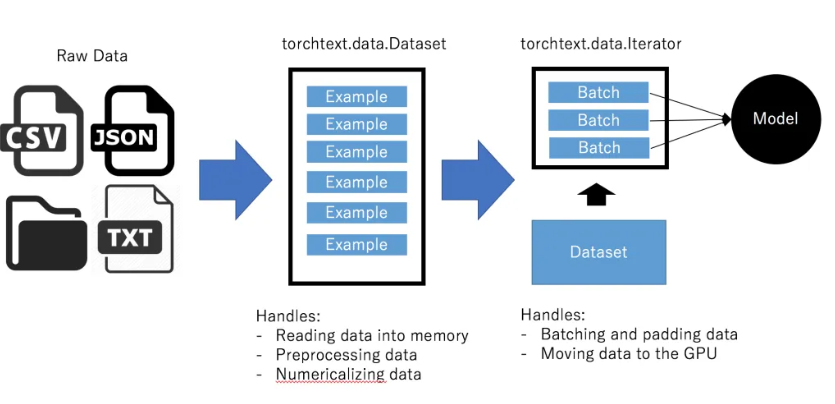 Raw Data
CSV
JSON
TXT
torchtext.data.Dataset
Example
Example
Example
Example
Example
Example
Handles:
- Reading data into memory
- Preprocessing data
- Numericalizing data
torchtext.data.Iterator
Batch
Batch
Batch
Model
Dataset
Handles:
- Batching and padding data
- Moving data to the GPU